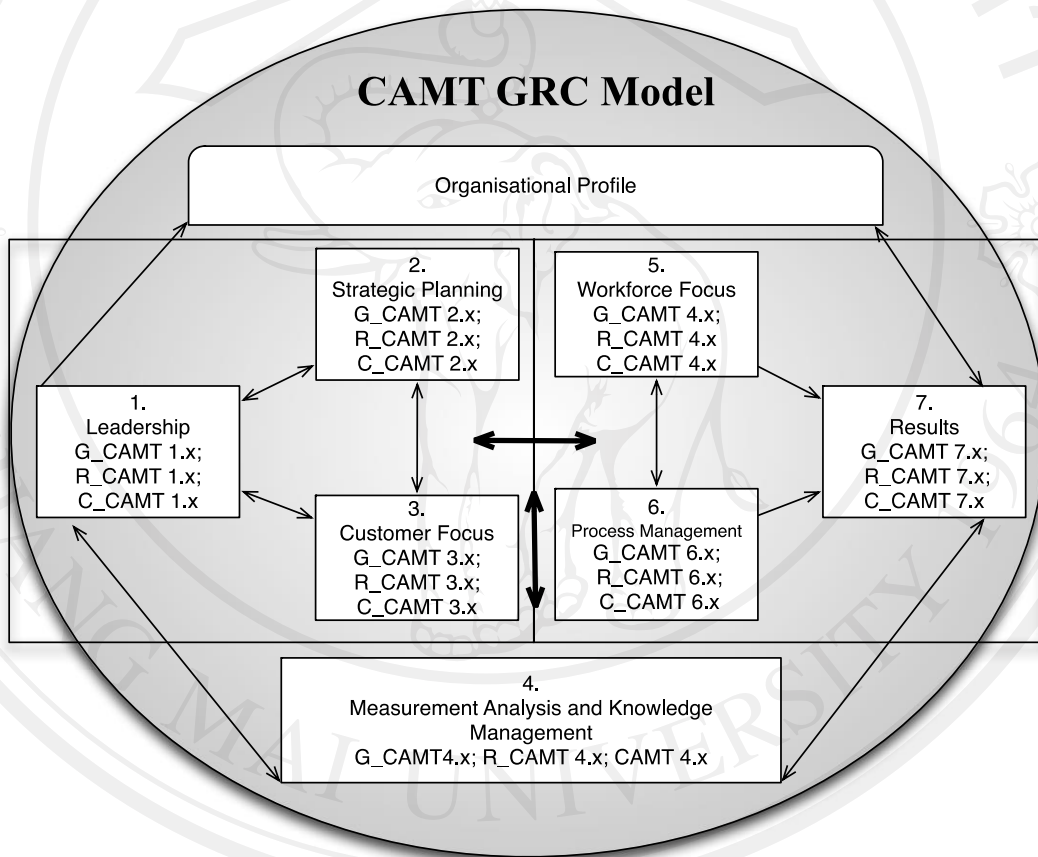 CAMT GRC Model
Organisational Profile
2.
Strategic Planning
G_CAMT 2.x;
R_CAMT 2.x;
C_CAMT 2.x
5.
Workforce Focus
G_CAMT 4.x;
R_CAMT 4.x
C_CAMT 4.x
1.
Leadership
G_CAMT 1.x;
R_CAMT 1.x;
C_CAMT 1.x
7.
Results
G_CAMT 7.x;
R_CAMT 7.x;
C_CAMT 7.x
3.
Customer Focus
G_CAMT 3.x;
R_CAMT 3.x;
C_CAMT 3.x
6.
Process Management
G_CAMT 6.x;
R_CAMT 6.x;
C_CAMT 6.x
4.
Measurement Analysis and Knowledge
Management
G_CAMT4.x; R_CAMT 4.x; CAMT 4.x
MAI UNIVERSITY